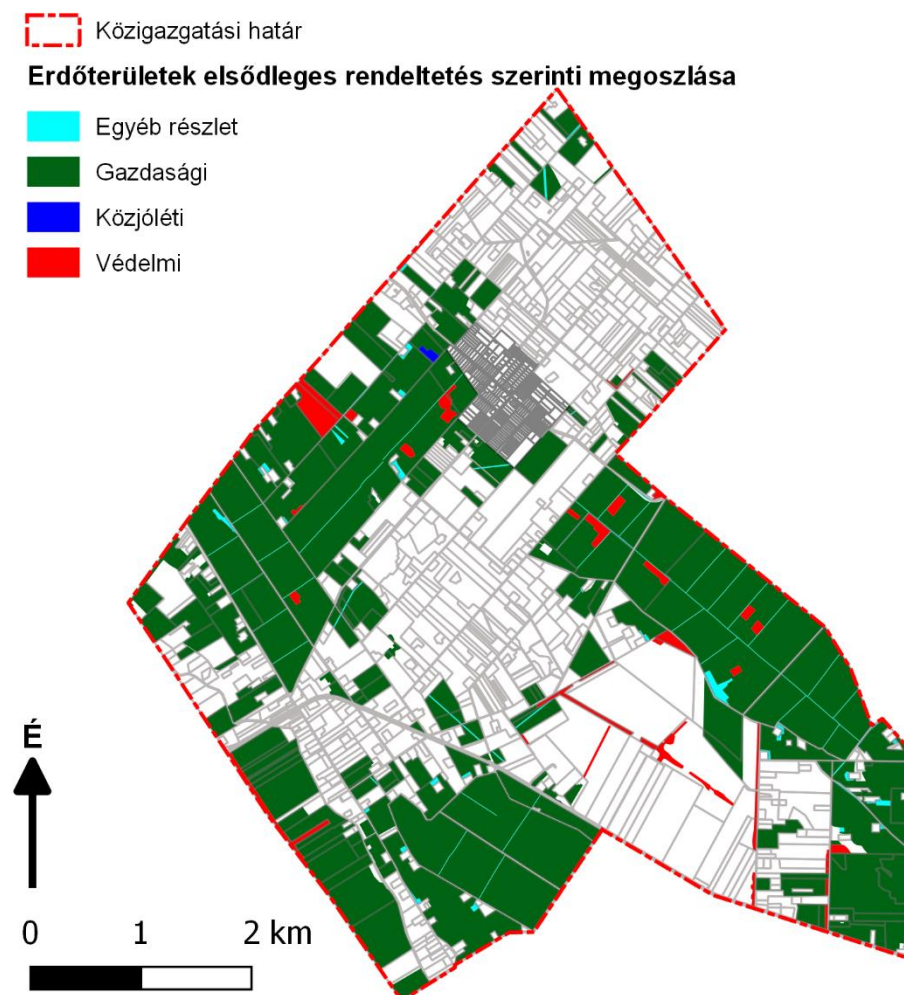 Közigazgatási határ
Erdőterületek elsődleges rendeltetés szerinti megoszlása
Egyéb részlet
Gazdasági
Közjóléti
Védelmi
É
0 1 2 km